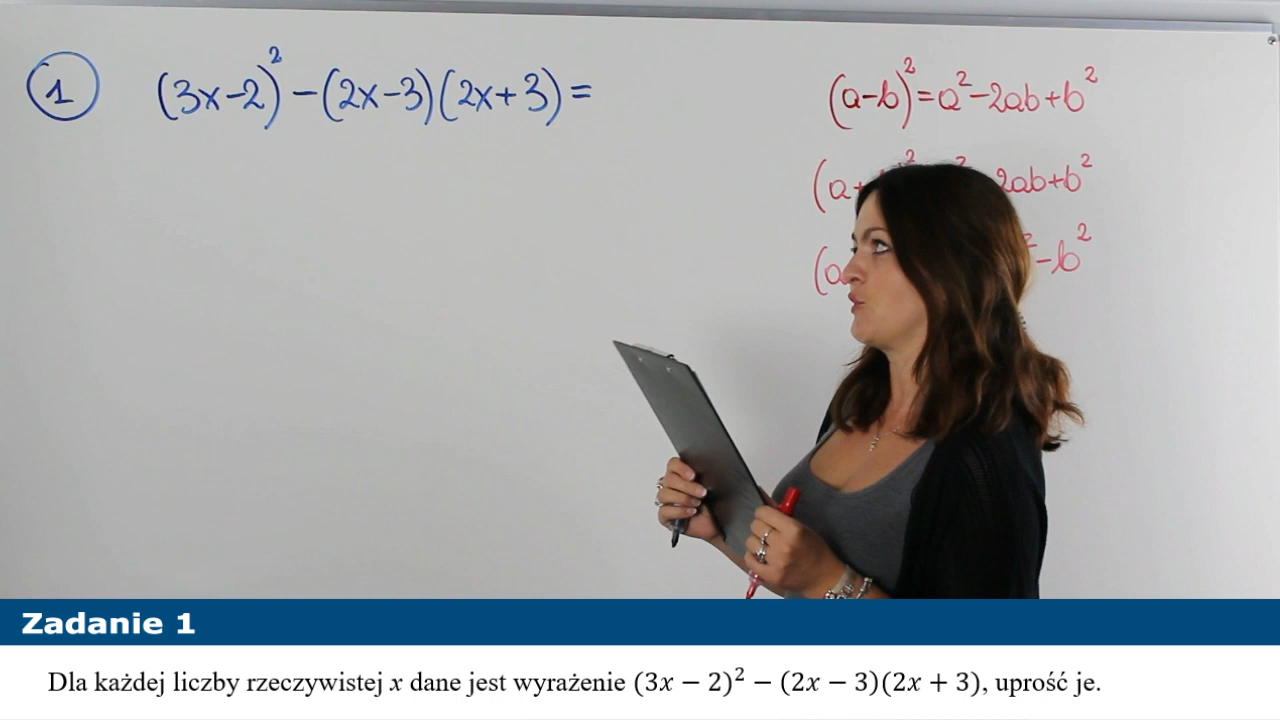 1 (3x-2)² - (2x-3)(2x+3) =
(a-b)² = a² - 2ab + b²
(a+ 2ab+b²
(a ² - b²
Zadanie 1
Dla każdej liczby rzeczywistej x dane jest wyrażenie (3x − 2)² − (2x − 3)(2x + 3), uprość je.